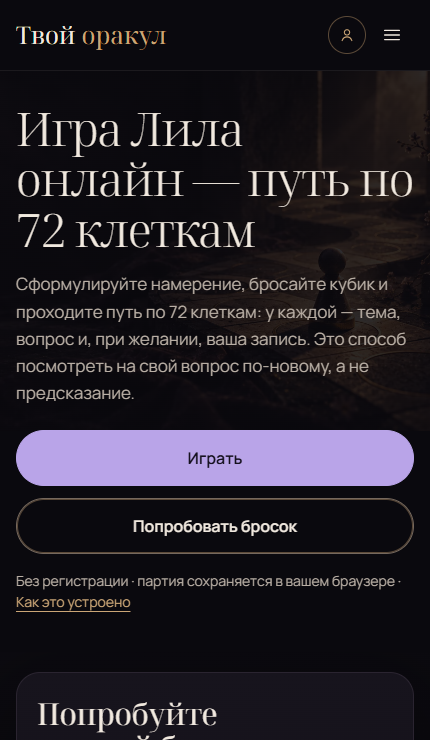 Твой оракул
Игра Лила
онлайн — путь по
72 клеткам
Сформулируйте намерение, бросайте кубик и
проходите путь по 72 клеткам: у каждой — тема,
вопрос и, при желании, ваша запись. Это способ
посмотреть на свой вопрос по-новому, а не
предсказание.
Играть
Попробовать бросок
Без регистрации · партия сохраняется в вашем браузере ·
Как это устроено
Попробуйте